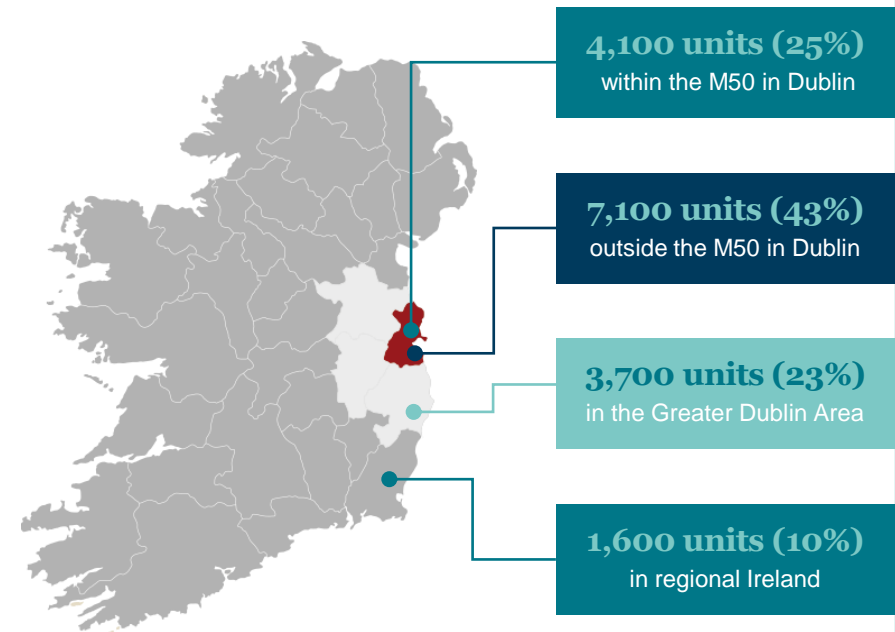 4,100 units (25%)
within the M50 in Dublin
7,100 units (43%)
outside the M50 in Dublin
3,700 units (23%)
in the Greater Dublin Area
1,600 units (10%)
in regional Ireland